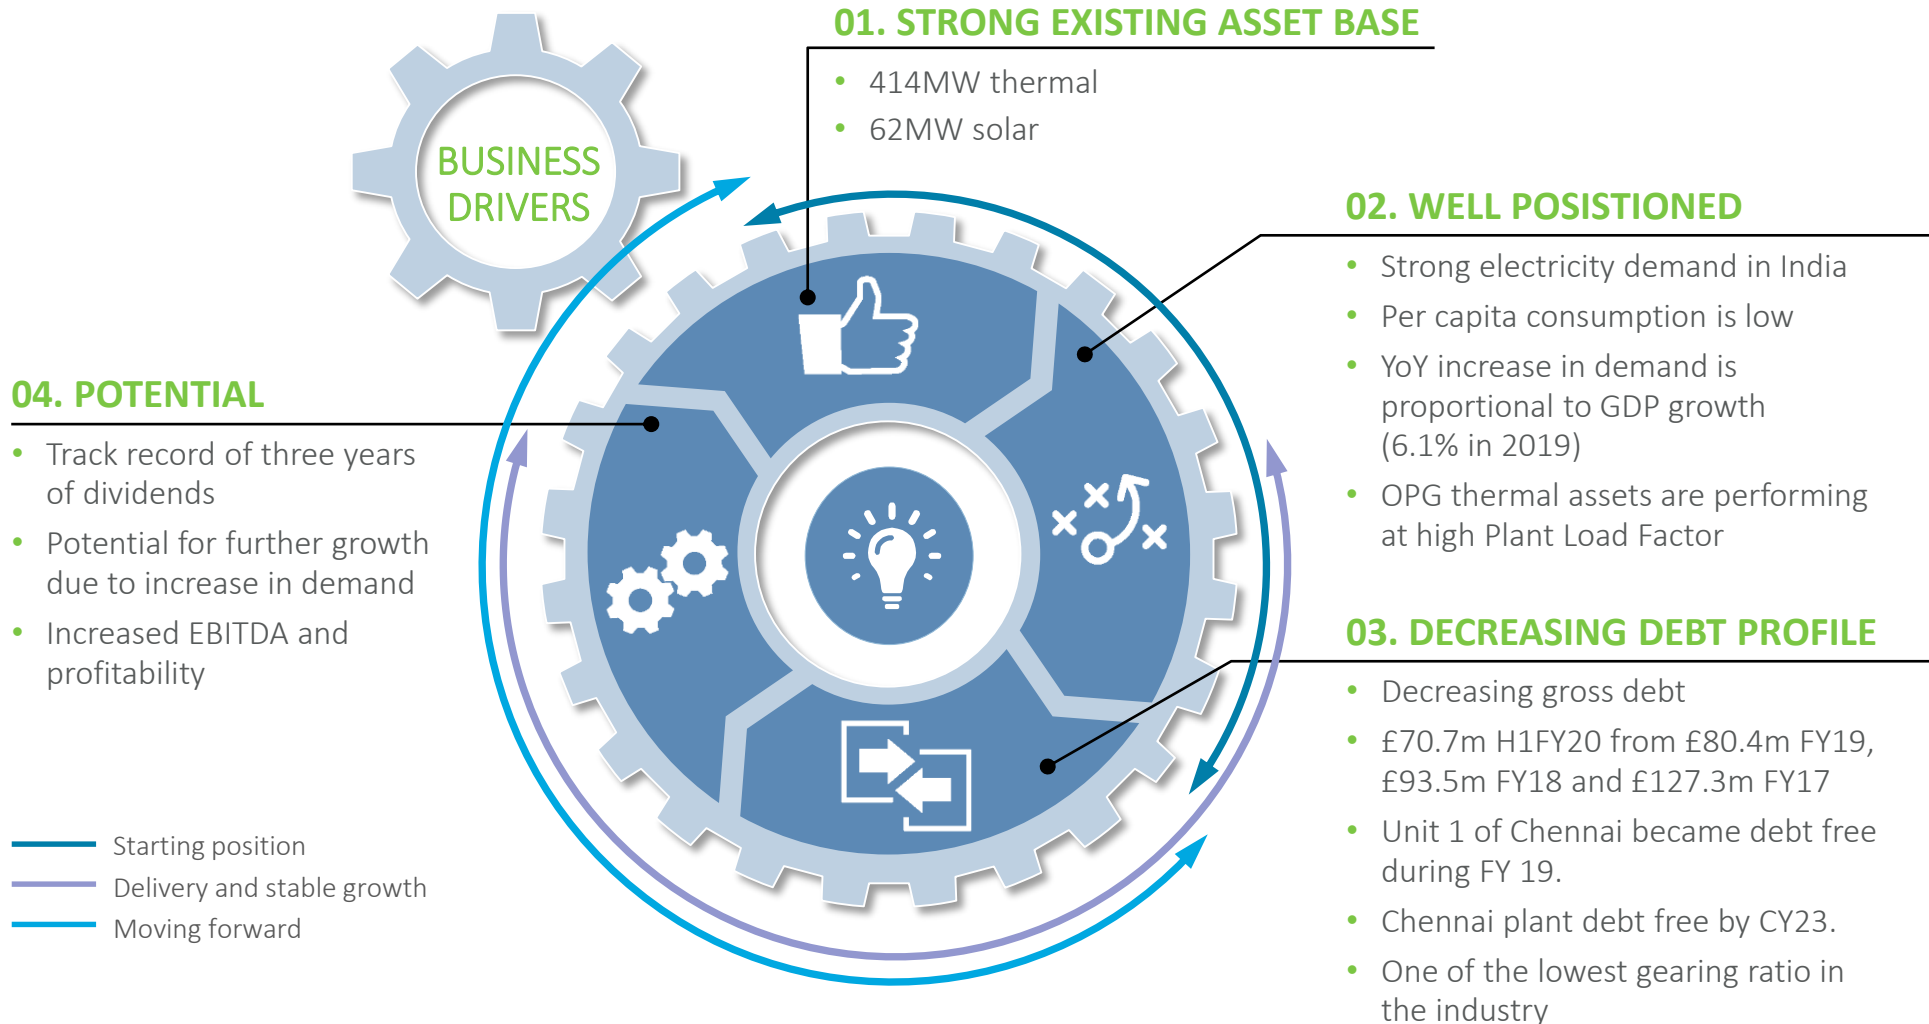 BUSINESS
DRIVERS
01. STRONG EXISTING ASSET BASE
• 414MW thermal
• 62MW solar
02. WELL POSISTIONED
• Strong electricity demand in India
• Per capita consumption is low
• YoY increase in demand is
proportional to GDP growth
(6.1% in 2019)
• OPG thermal assets are performing
at high Plant Load Factor
03. DECREASING DEBT PROFILE
• Decreasing gross debt
• £70.7m H1FY20 from £80.4m FY19,
£93.5m FY18 and £127.3m FY17
• Unit 1 of Chennai became debt free
during FY 19.
• Chennai plant debt free by CY23.
• One of the lowest gearing ratio in
the industry
04. POTENTIAL
• Track record of three years
of dividends
• Potential for further growth
due to increase in demand
• Increased EBITDA and
profitability
Starting position
Delivery and stable growth
Moving forward